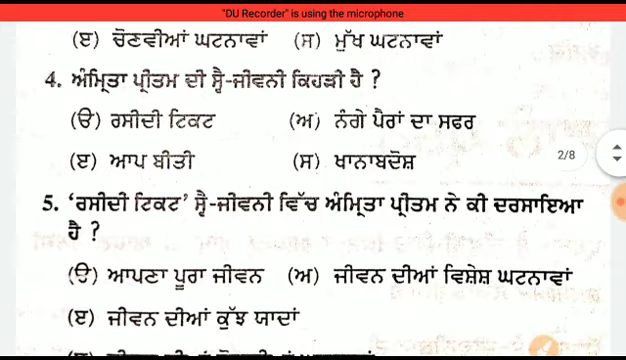 "DU Recorder" is using the microphone
(ੲ) ਚੋਣਵੀਆਂ ਘਟਨਾਵਾਂ (ਸ) ਮੁੱਖ ਘਟਨਾਵਾਂ
4. ਅੰਮ੍ਰਿਤਾ ਪ੍ਰੀਤਮ ਦੀ ਸ੍ਵੈ-ਜੀਵਨੀ ਕਿਹੜੀ ਹੈ ?
(ੳ) ਰਸੀਦੀ ਟਿਕਟ (ਅ) ਨੰਗੇ ਪੈਰਾਂ ਦਾ ਸਫਰ
(ੲ) ਆਪ ਬੀਤੀ (ਸ) ਖਾਨਾਬਦੋਸ਼
2/8
5. ‘ਰਸੀਦੀ ਟਿਕਟ’ ਸ੍ਵੈ-ਜੀਵਨੀ ਵਿੱਚ ਅੰਮ੍ਰਿਤਾ ਪ੍ਰੀਤਮ ਨੇ ਕੀ ਦਰਸਾਇਆ
ਹੈ ?
(ੳ) ਆਪਣਾ ਪੂਰਾ ਜੀਵਨ (ਅ) ਜੀਵਨ ਦੀਆਂ ਵਿਸ਼ੇਸ਼ ਘਟਨਾਵਾਂ
(ੲ) ਜੀਵਨ ਦੀਆਂ ਕੁੱਝ ਯਾਦਾਂ